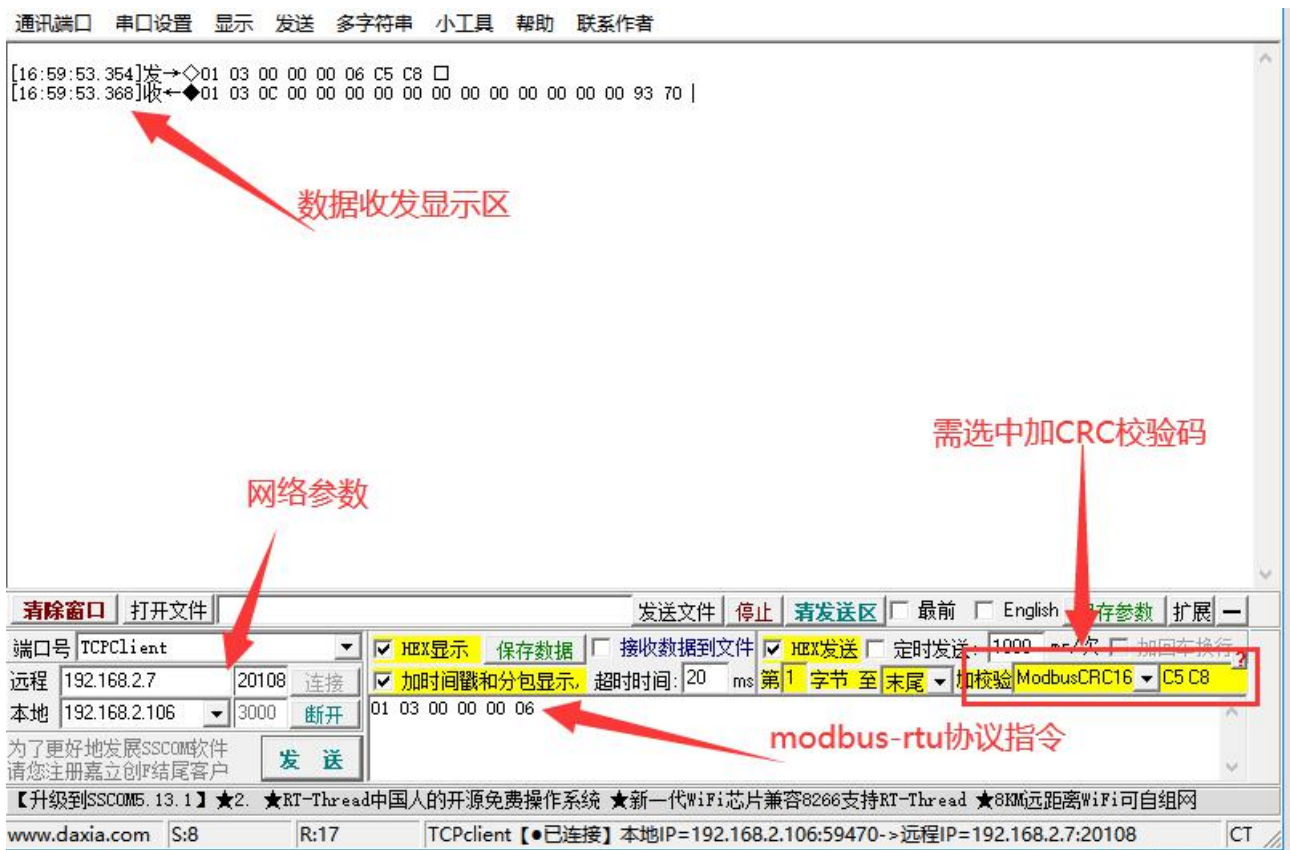 通讯端口 串口设置 显示 发送 多字符串 小工具 帮助 联系作者
[16:59:53.354]发→◇01 03 00 00 00 06 C5 C8 □
[16:59:53.368]收←◆01 03 0C 00 00 00 00 00 00 00 00 00 00 00 00 93 70
数据收发显示区
需选中加CRC校验码
网络参数
清除窗口 打开文件 发送文件 停止 清发送区 最前 English 存参数 扩展 —
端口号 TCPClient HEX显示 保存数据 接收数据到文件 HEX发送 定时发送: 1000 ms/次 加回车换行
远程 192.168.2.7 20108 连接 加时间戳和分包显示, 超时时间: 20 ms 第 1 字节 至 末尾 加校验 ModbusCRC16 C5 C8 ?
本地 192.168.2.106 3000 断开 01 03 00 00 00 06
modbus-rtu协议指令
为了更好地发展SSCOM软件
请您注册嘉立创F结尾客户
发 送
【升级到SSCOM5.13.1】★2. ★RT-Thread中国人的开源免费操作系统 ★新一代WiFi芯片兼容8266支持RT-Thread ★8KM远距离WiFi可自组网
www.daxia.com S:8 R:17 TCPclient【●已连接】本地IP=192.168.2.106:59470->远程IP=192.168.2.7:20108 CT